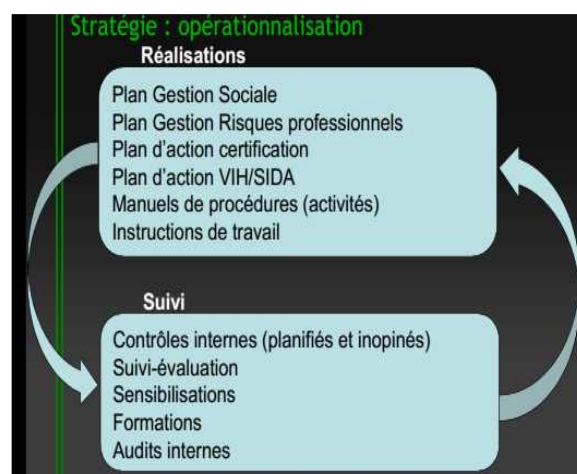 Stratégie : opérationnalisation
Réalisations
Plan Gestion Sociale
Plan Gestion Risques professionnels
Plan d'action certification
Plan d'action VIH/SIDA
Manuels de procédures (activités)
Instructions de travail
Suivi
Contrôles internes (planifiés et inopinés)
Suivi-évaluation
Sensibilisations
Formations
Audits internes